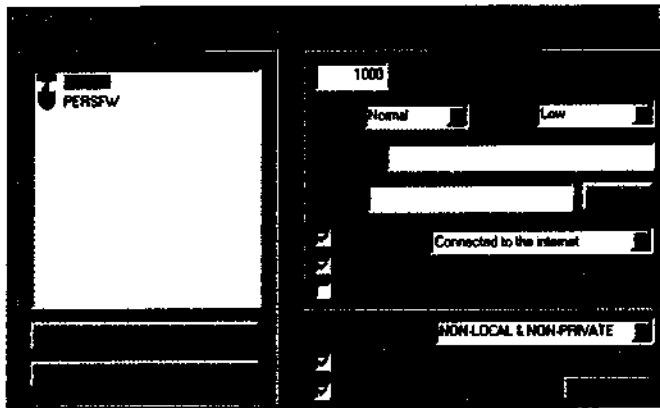 PERSFW
1000
Normal
Low
Connected to the internet
NON-LOCAL & NON-PRIVATE